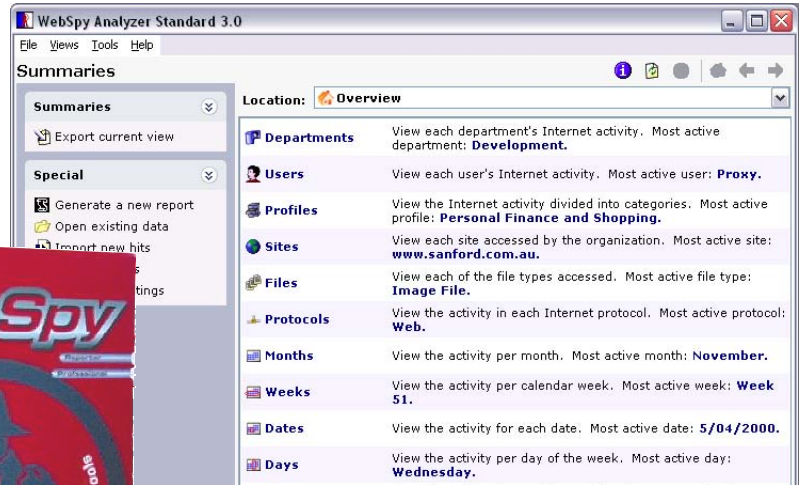 WebSpy Analyzer Standard 3.0
File Views Tools Help
Summaries
Summaries
Export current view
Special
Generate a new report
Open existing data
Import new hits
s
tings
Location: Overview
Departments
View each department's Internet activity. Most active
department: Development.
Users
View each user's Internet activity. Most active user: Proxy.
Profiles
View the Internet activity divided into categories. Most active
profile: Personal Finance and Shopping.
Sites
View each site accessed by the organization. Most active site:
www.sanford.com.au.
Files
View each of the file types accessed. Most active file type:
Image File.
Protocols
View the activity in each Internet protocol. Most active protocol:
Web.
Months
View the activity per month. Most active month: November.
Weeks
View the activity per calendar week. Most active week: Week
51.
Dates
View the activity for each date. Most active date: 5/04/2000.
Days
View the activity per day of the week. Most active day:
Wednesday.
Spy
Reporter
Professional
ools